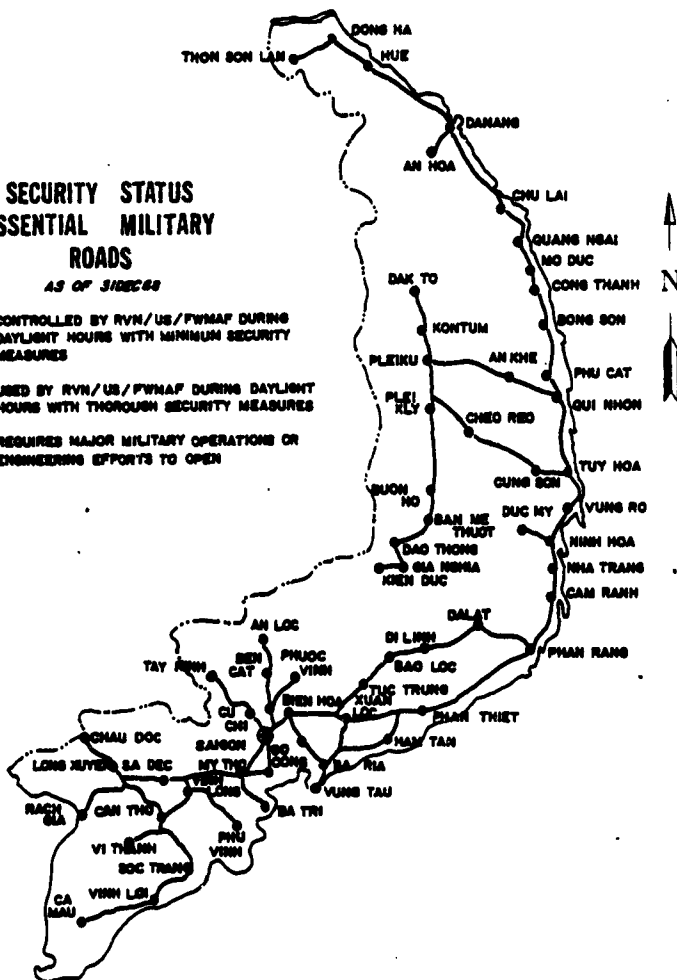 SECURITY STATUS
SSENTIAL MILITARY
ROADS
AS OF 31DEC68
CONTROLLED BY RVN/US/FWMAF DURING
DAYLIGHT HOURS WITH MINIMUM SECURITY
MEASURES
USED BY RVN/US/FWMAF DURING DAYLIGHT
HOURS WITH THOROUGH SECURITY MEASURES
REQUIRES MAJOR MILITARY OPERATIONS OR
ENGINEERING EFFORTS TO OPEN
N
DONG HA
THON SON LAN
HUE
DANANG
AN HOA
CHU LAI
QUANG NGAI
MO DUC
DAK TO
CONG THANH
KONTUM
BONG SON
PLEIKU
AN KHE
PHU CAT
PLEI
KLY
QUI NHON
CHEO REO
TUY HOA
CUNG SON
BUON
HO
DUC MY
VUNG RO
BAN ME
THUOT
NINH HOA
DAO THONG
GIA NGHIA
KIEN DUC
NHA TRANG
CAM RANH
DALAT
AN LOC
DI LINH
BAO LOC
PHAN RANG
BEN
CAT
PHUOC
VINH
TAY NINH
TUC TRUNG
BIEN HOA
XUAN
LOC
PHAN THIET
CU
CHI
HAM TAN
CHAU DOC
SAIGON
GO
CONG
BA RIA
LONG XUYEN
SA DEC
MY THO
VINH
LONG
VUNG TAU
RACH
GIA
CAN THO
BA TRI
PHU
VINH
VI THANH
SOC TRANG
VINH LOI
CA
MAU